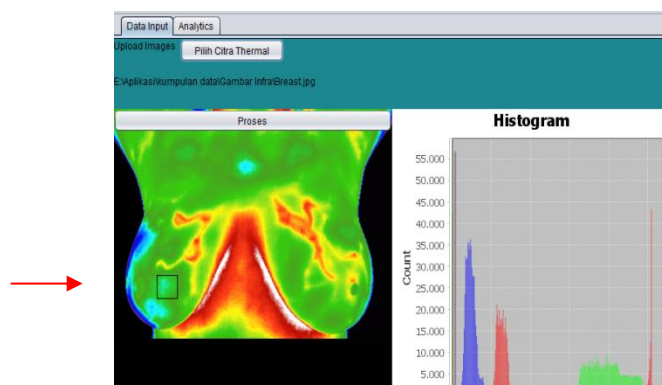 Data Input Analytics
Upload Images Pilih Citra Thermal
E:\Aplikasi\kumpulan data\Gambar Infra\Breast.jpg
Proses
Histogram
Count
55.000
50.000
45.000
40.000
35.000
30.000
25.000
20.000
15.000
10.000
5.000